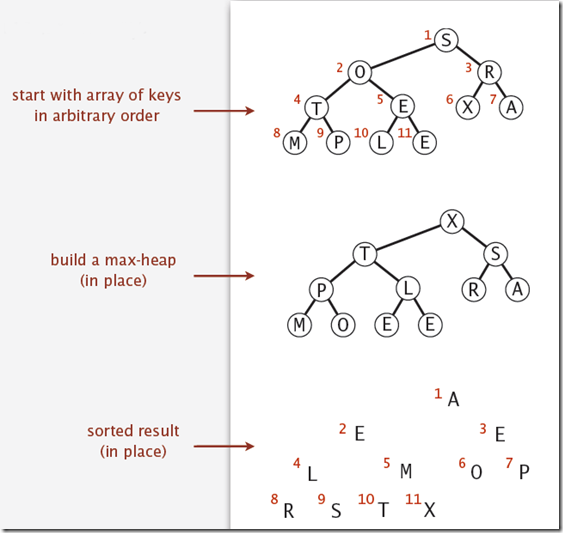 1 S
2 O 3 R
start with array of keys
in arbitrary order
4 T 5 E 6 X 7 A
8 M 9 P 10 L 11 E
X
T S
build a max-heap
(in place)
P L R A
M O E E
1 A
sorted result
(in place)
2 E 3 E
4 L 5 M 6 O 7 P
8 R 9 S 10 T 11 X